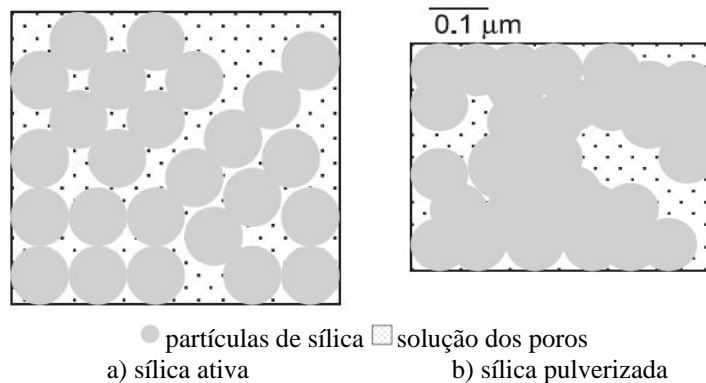 0.1 μm
partículas de sílica solução dos poros
a) sílica ativa b) sílica pulverizada